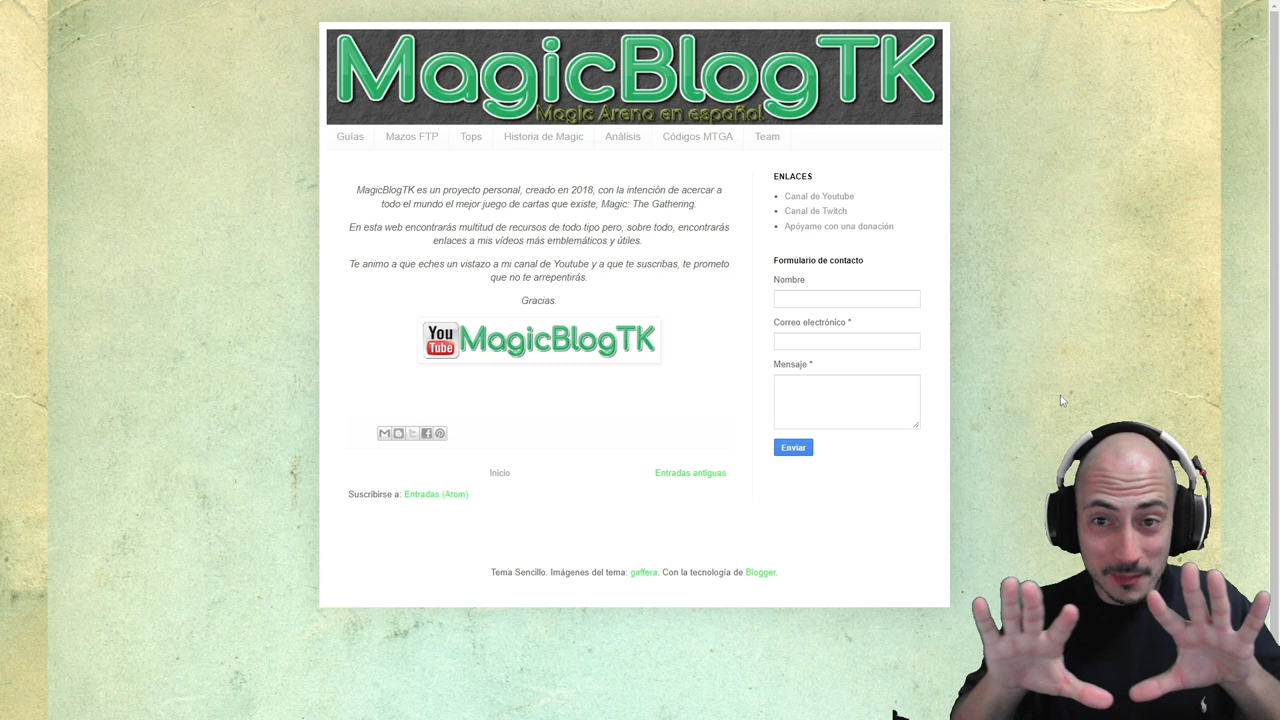 MagicBlogTK
Magic Arena en español
Guías
Mazos FTP
Tops
Historia de Magic
Análisis
Códigos MTGA
Team
MagicBlogTK es un proyecto personal, creado en 2018, con la intención de acercar a
todo el mundo el mejor juego de cartas que existe, Magic: The Gathering.
En esta web encontrarás multitud de recursos de todo tipo pero, sobre todo, encontrarás
enlaces a mis vídeos más emblemáticos y útiles.
Te animo a que eches un vistazo a mi canal de Youtube y a que te suscribas, te prometo
que no te arrepentirás.
Gracias.
You
Tube
MagicBlogTK
Inicio
Entradas antiguas
Suscribirse a: Entradas (Atom)
ENLACES
Canal de Youtube
Canal de Twitch
Apóyame con una donación
Formulario de contacto
Nombre
Correo electrónico *
Mensaje *
Enviar
Tema Sencillo. Imágenes del tema: gaffera. Con la tecnología de Blogger.